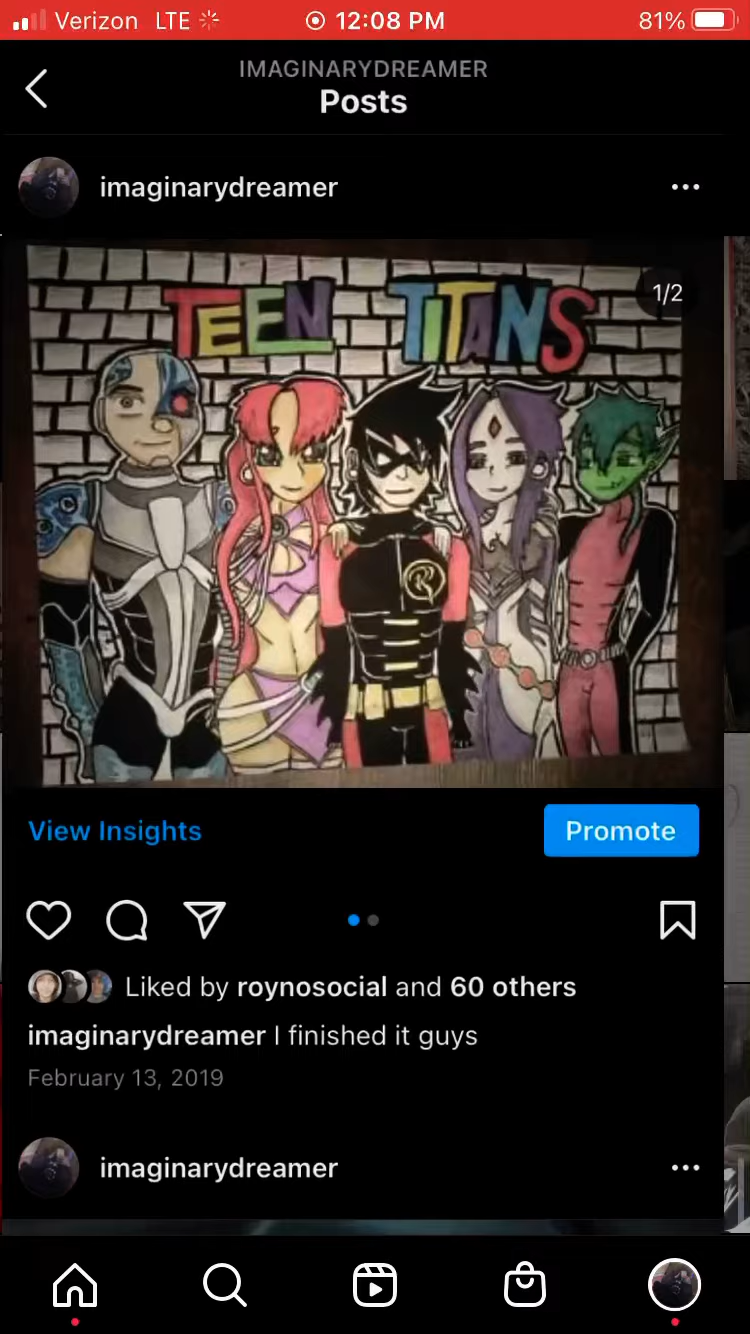 Verizon LTE 12:08 PM 81%
IMAGINARYDREAMER
Posts
imaginarydreamer
1/2
TEEN TITANS
R
View Insights
Promote
Liked by roynosocial and 60 others
imaginarydreamer I finished it guys
February 13, 2019
imaginarydreamer